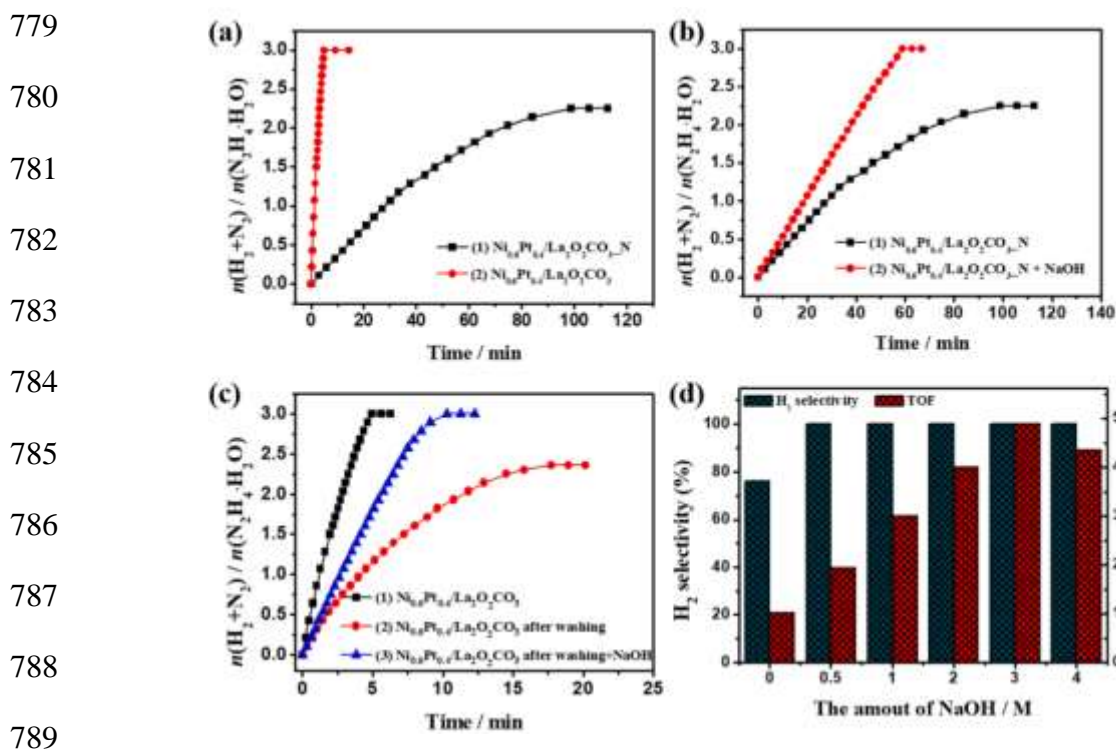 779
780
781
782
783
784
785
786
787
788
789
(a)
n(H2+N2) / n(N2H4·H2O)
3.0
2.5
2.0
1.5
1.0
0.5
0.0
(1) Ni0.6Pt0.4/La2O2CO3_N
(2) Ni0.6Pt0.4/La2O2CO3
0 20 40 60 80 100 120
Time / min
(b)
n(H2+N2) / n(N2H4·H2O)
3.0
2.5
2.0
1.5
1.0
0.5
0.0
(1) Ni0.6Pt0.4/La2O2CO3_N
(2) Ni0.6Pt0.4/La2O2CO3_N + NaOH
0 20 40 60 80 100 120 140
Time / min
(c)
n(H2+N2) / n(N2H4·H2O)
3.0
2.5
2.0
1.5
1.0
0.5
0.0
(1) Ni0.6Pt0.4/La2O2CO3
(2) Ni0.6Pt0.4/La2O2CO3 after washing
(3) Ni0.6Pt0.4/La2O2CO3 after washing+NaOH
0 5 10 15 20 25
Time / min
(d)
H2 selectivity TOF
H2 selectivity (%)
100
80
60
40
20
0
0 0.5 1 2 3 4
The amout of NaOH / M